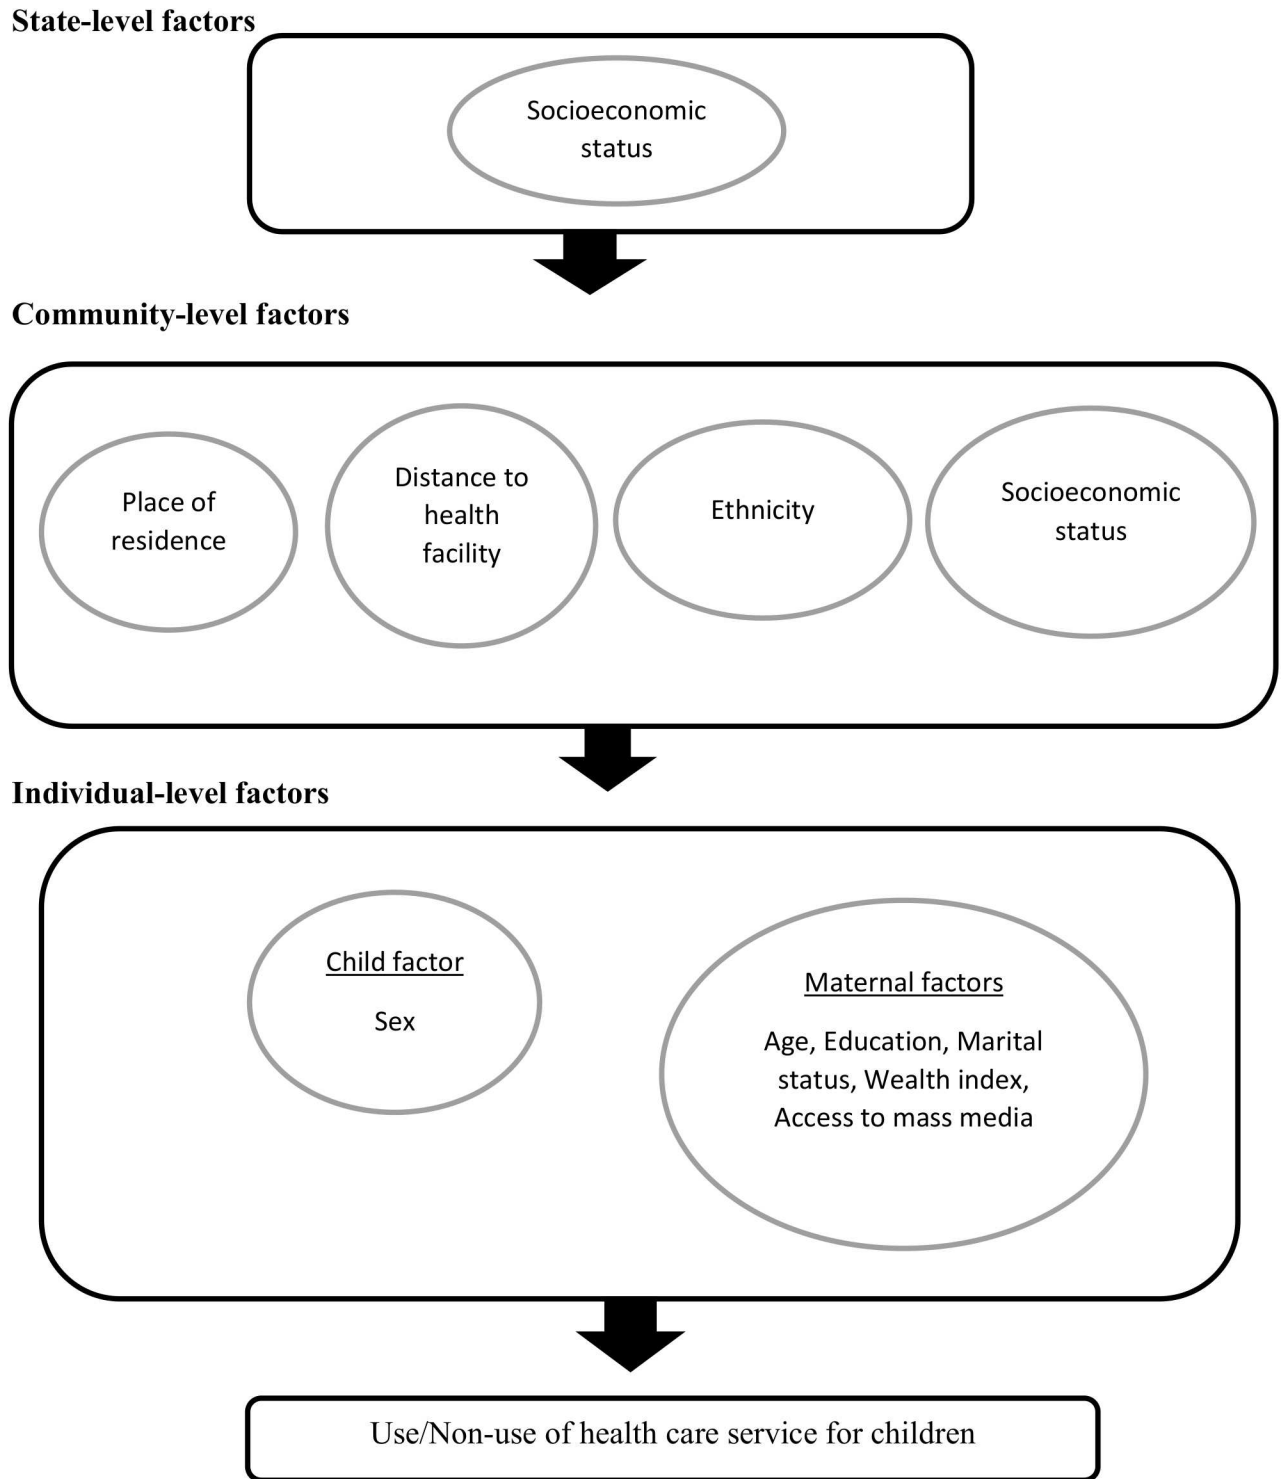 State-level factors
Socioeconomic
status
Community-level factors
Place of
residence
Distance to
health
facility
Ethnicity
Socioeconomic
status
Individual-level factors
Child factor
Sex
Maternal factors
Age, Education, Marital
status, Wealth index,
Access to mass media
Use/Non-use of health care service for children